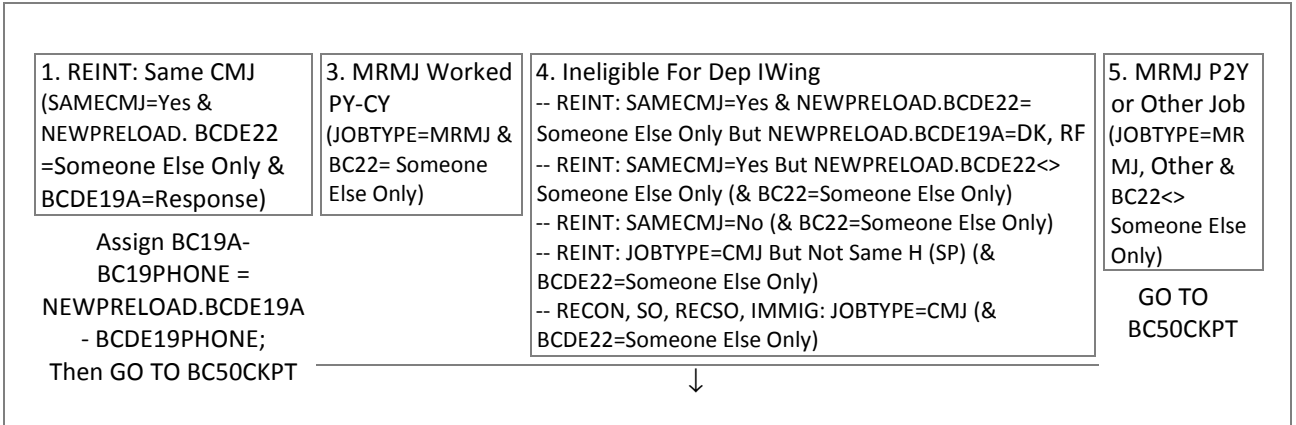 1. REINT: Same CMJ
(SAMECMJ=Yes &
NEWPRELOAD. BCDE22
=Someone Else Only &
BCDE19A=Response)
Assign BC19A-
BC19PHONE =
NEWPRELOAD.BCDE19A
- BCDE19PHONE;
Then GO TO BC50CKPT
3. MRMJ Worked
PY-CY
(JOBTYPE=MRMJ &
BC22= Someone
Else Only)
4. Ineligible For Dep IWing
-- REINT: SAMECMJ=Yes & NEWPRELOAD.BCDE22=
Someone Else Only But NEWPRELOAD.BCDE19A=DK, RF
-- REINT: SAMECMJ=Yes But NEWPRELOAD.BCDE22<>
Someone Else Only (& BC22=Someone Else Only)
-- REINT: SAMECMJ=No (& BC22=Someone Else Only)
-- REINT: JOBTYPE=CMJ But Not Same H (SP) (&
BCDE22=Someone Else Only)
-- RECON, SO, RECSO, IMMIG: JOBTYPE=CMJ (&
BCDE22=Someone Else Only)
5. MRMJ P2Y
or Other Job
(JOBTYPE=MR
MJ, Other &
BC22<>
Someone Else
Only)
GO TO
BC50CKPT
↓